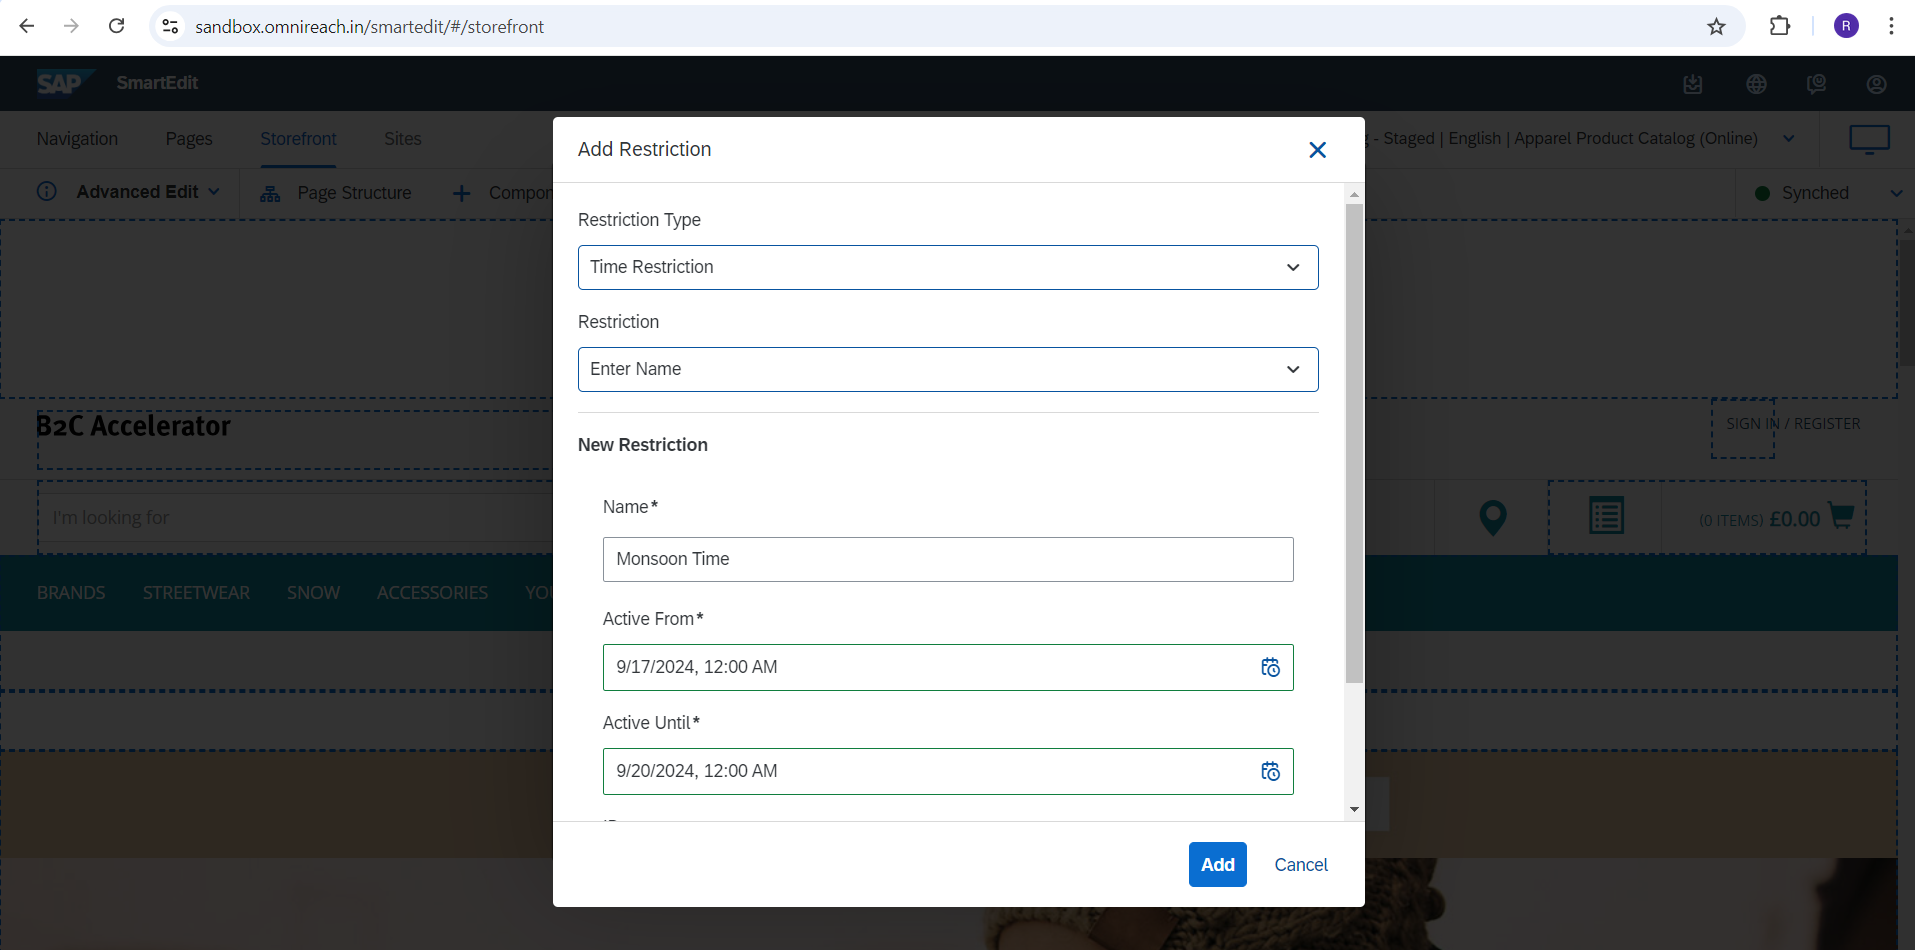 sandbox.omnireach.in/smartedit/#/storefront
R
SAP SmartEdit
Navigation Pages Storefront Sites
- Staged | English | Apparel Product Catalog (Online)
Advanced Edit Page Structure
Synched
Add Restriction
Restriction Type
Time Restriction
Restriction
Enter Name
New Restriction
Name*
Monsoon Time
Active From*
9/17/2024, 12:00 AM
Active Until*
9/20/2024, 12:00 AM
Add Cancel
B2C Accelerator
SIGN IN / REGISTER
I'm looking for
(0 ITEMS) £0.00
BRANDS STREETWEAR SNOW ACCESSORIES